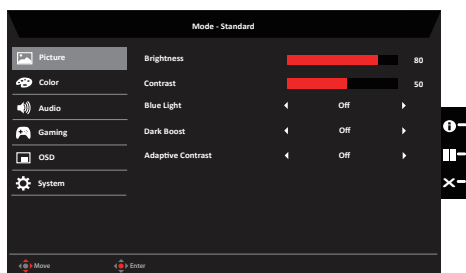 Mode - Standard
Picture
Color
Audio
Gaming
OSD
System
Brightness 80
Contrast 50
Blue Light Off
Dark Boost Off
Adaptive Contrast Off
Move Enter